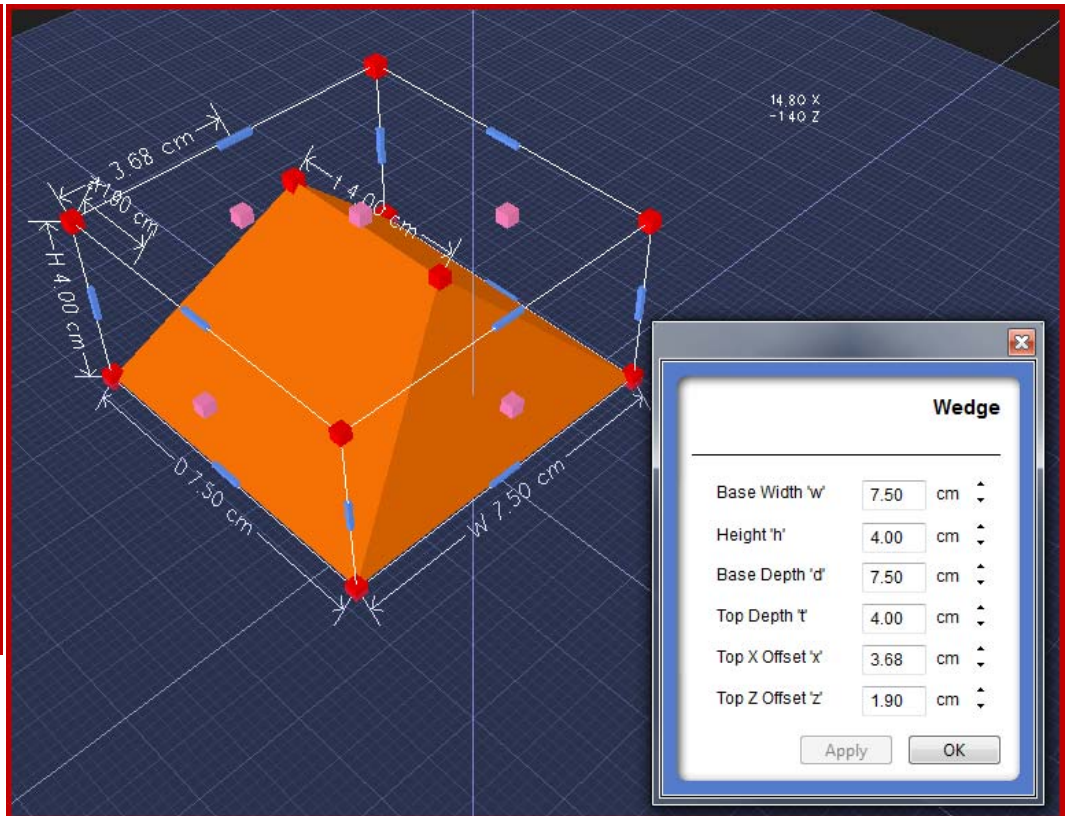 14.80 X
-1.40 Z
3.68 cm
1.90 cm
t 4.00 cm
H 4.00 cm
D 7.50 cm
W 7.50 cm
Wedge
Base Width 'w' 7.50 cm
Height 'h' 4.00 cm
Base Depth 'd' 7.50 cm
Top Depth 't' 4.00 cm
Top X Offset 'x' 3.68 cm
Top Z Offset 'z' 1.90 cm
Apply OK